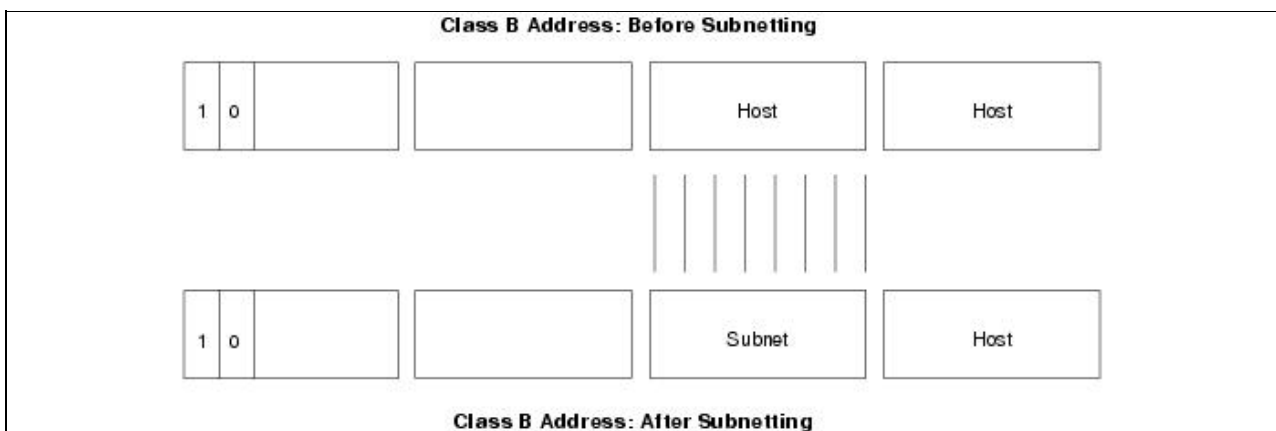 Class B Address: Before Subnetting
1 0 Host Host
1 0 Subnet Host
Class B Address: After Subnetting